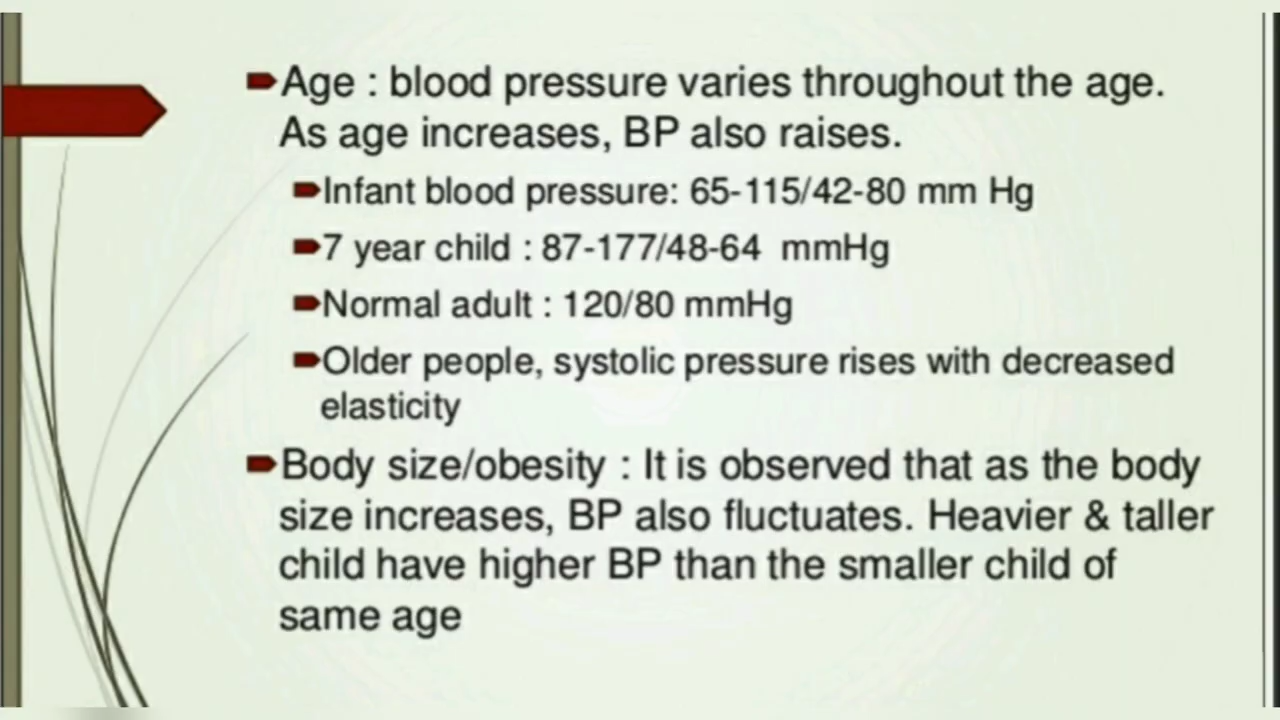 Age : blood pressure varies throughout the age.
As age increases, BP also raises.
Infant blood pressure: 65-115/42-80 mm Hg
7 year child : 87-177/48-64 mmHg
Normal adult : 120/80 mmHg
Older people, systolic pressure rises with decreased
elasticity
Body size/obesity : It is observed that as the body
size increases, BP also fluctuates. Heavier & taller
child have higher BP than the smaller child of
same age